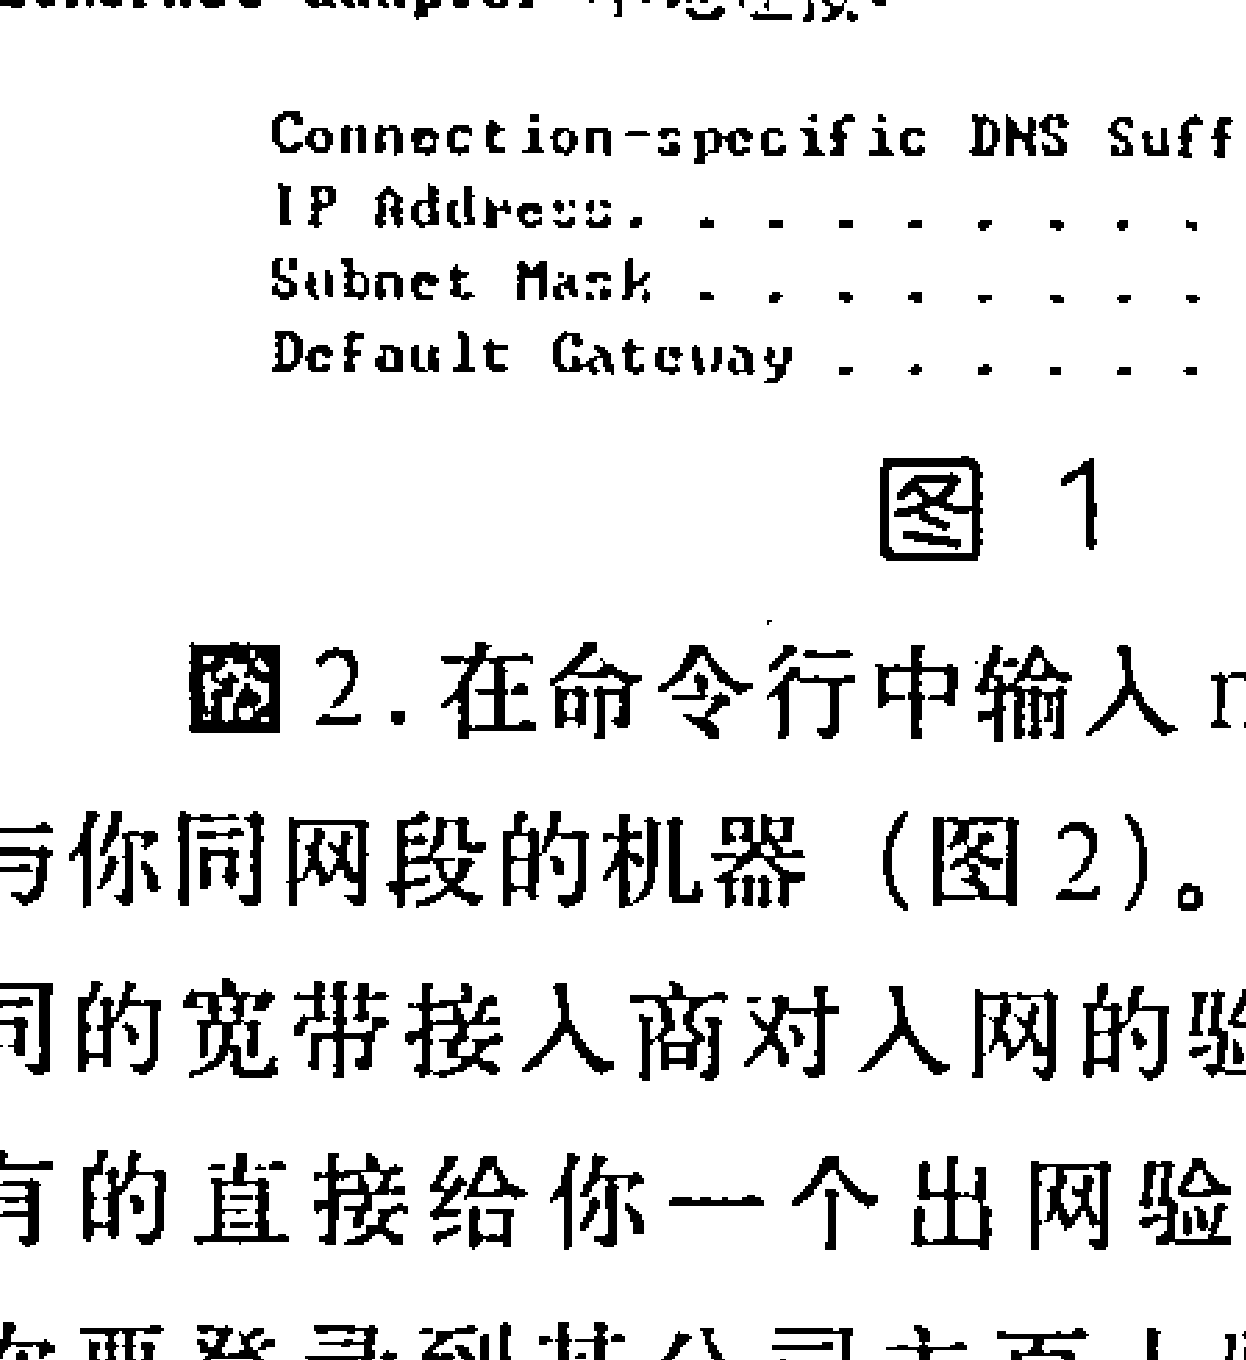 Connection-specific DNS Suff
IP Address. . . . . . . . .
Subnet Mask . . . . . . . .
Default Gateway . . . . . .
图 1
2.在命令行中输入 n
与你同网段的机器（图 2）。
同的宽带接入商对入网的验
有的直接给你一个出网验